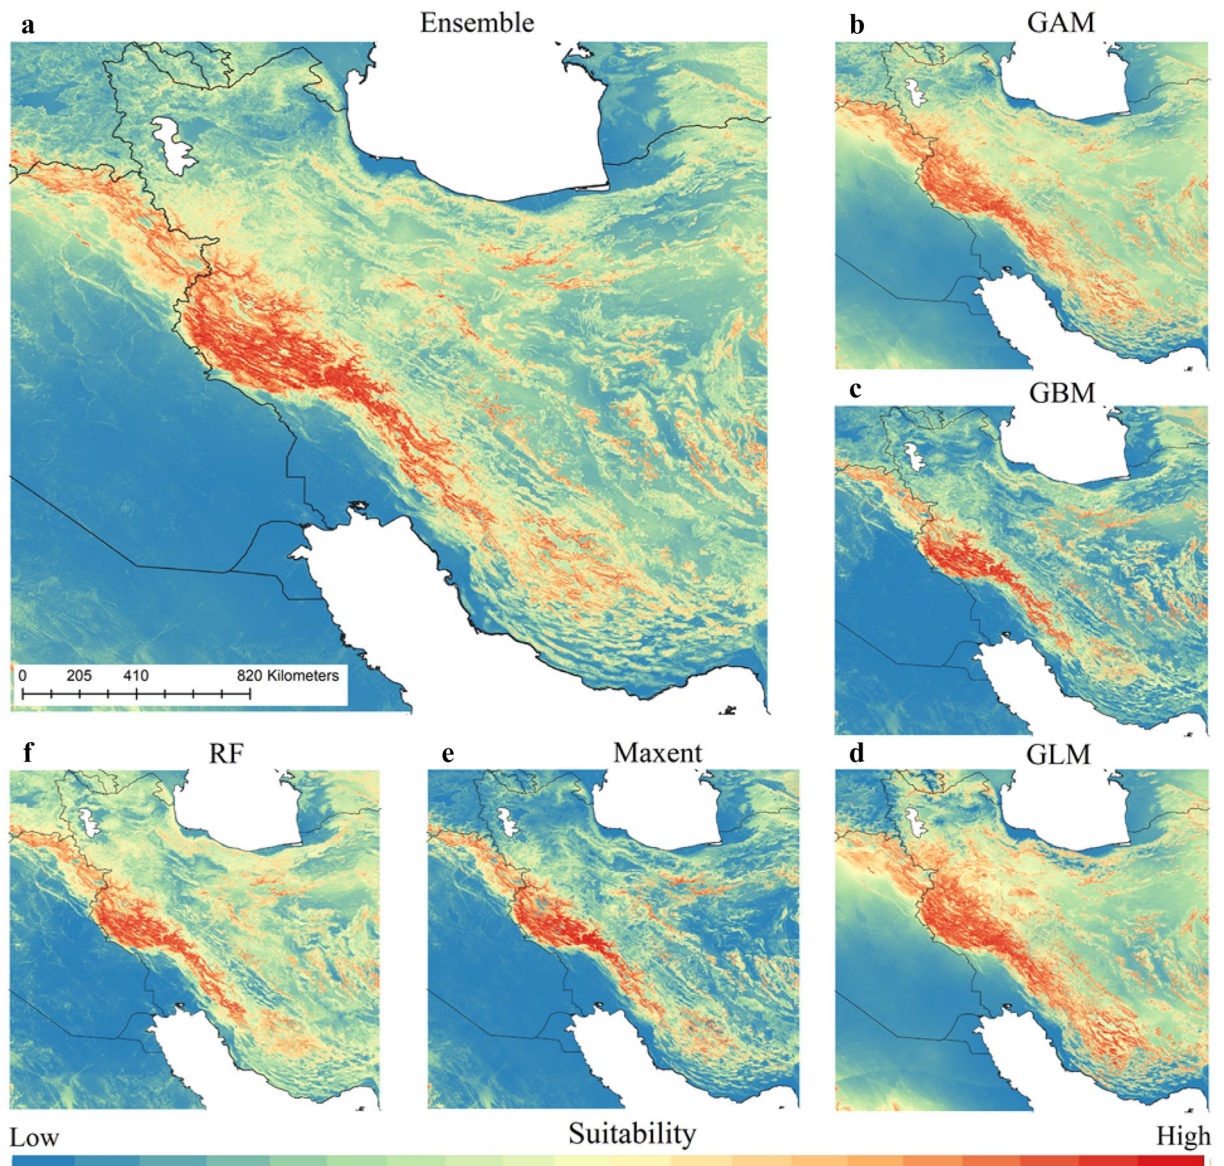 a Ensemble
b GAM
c GBM
0 205 410 820 Kilometers
f RF
e Maxent
d GLM
Low Suitability High